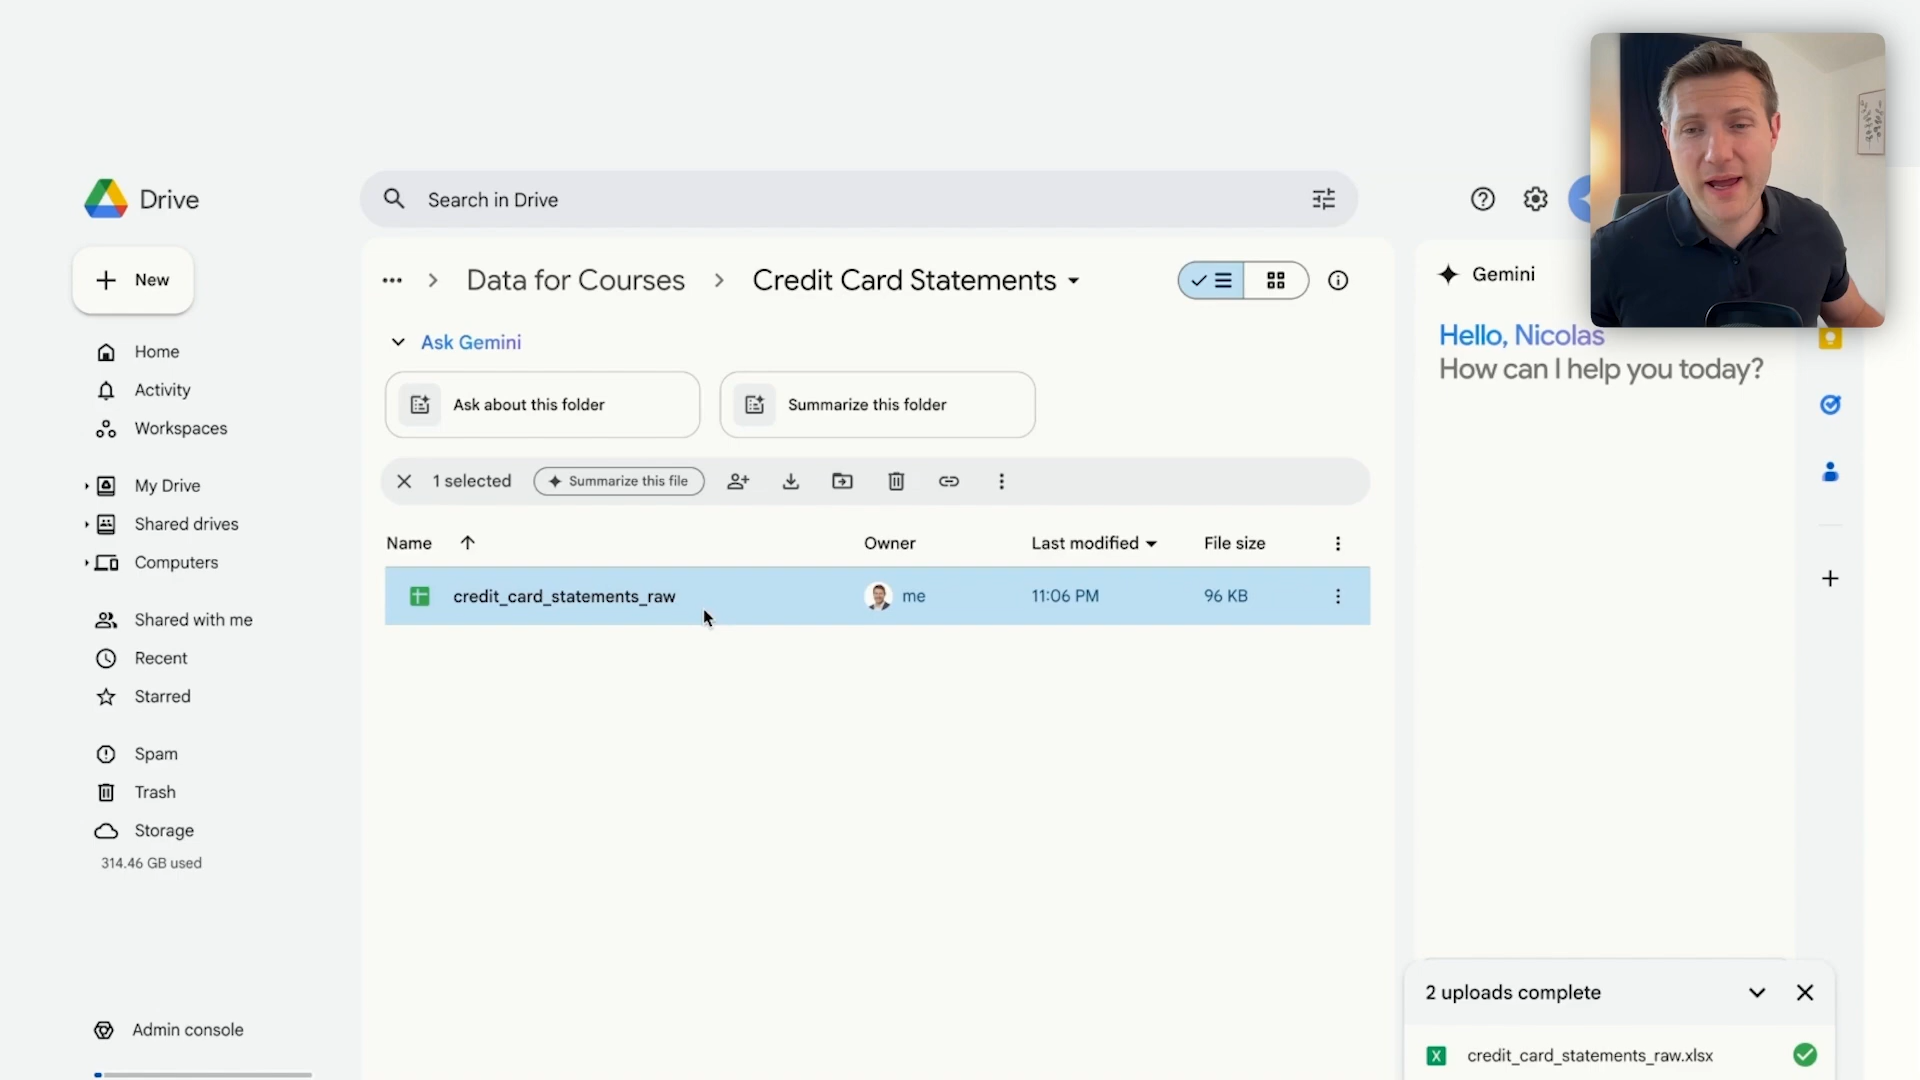 Drive
Search in Drive
New
Home
Activity
Workspaces
My Drive
Shared drives
Computers
Shared with me
Recent
Starred
Spam
Trash
Storage
314.46 GB used
Admin console
Data for Courses
Credit Card Statements
Ask Gemini
Ask about this folder
Summarize this folder
1 selected
Summarize this file
Name Owner Last modified File size
credit_card_statements_raw me 11:06 PM 96 KB
Gemini
Hello, Nicolas
How can I help you today?
2 uploads complete
credit_card_statements_raw.xlsx